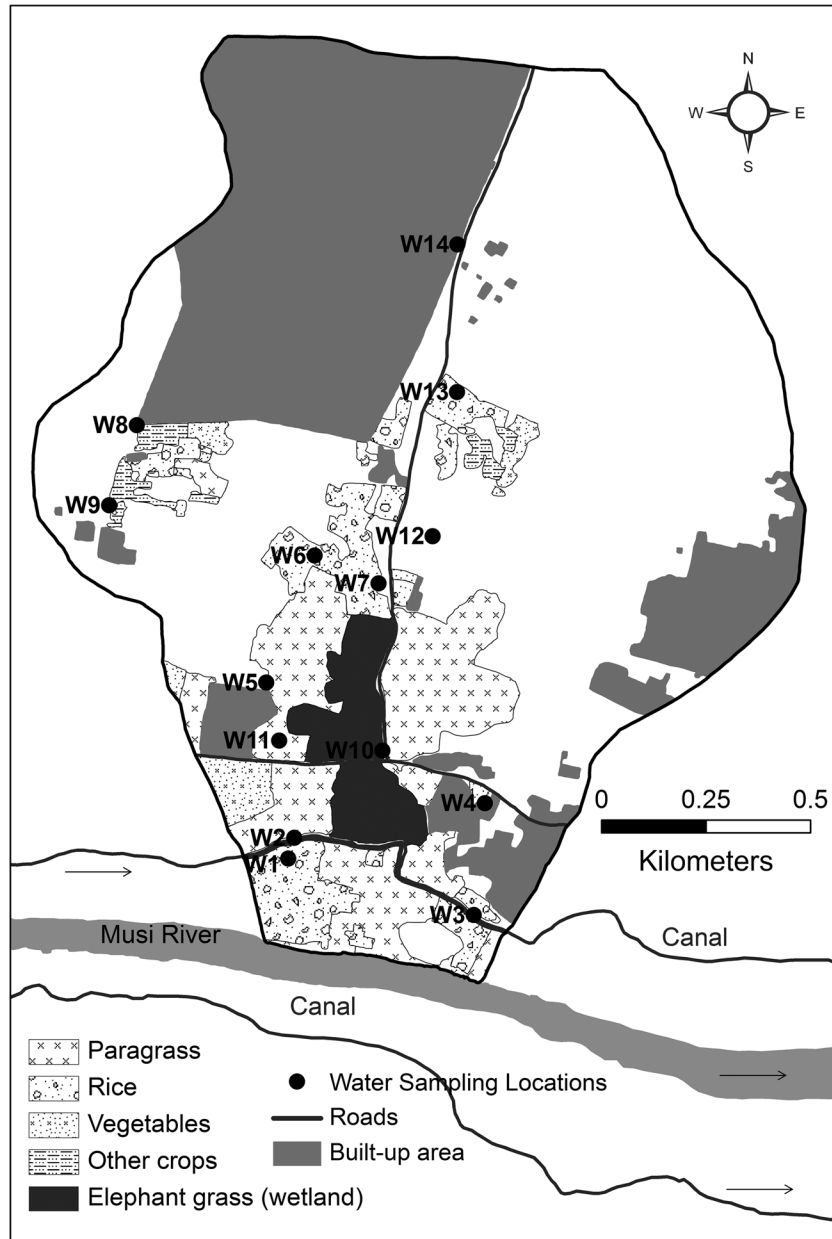 N
W E
S
W14
W13
W8
W9
W12
W6
W7
W5
W11
W10
W4
0 0.25 0.5
Kilometers
W2
W1
W3
Musi River
Canal
Canal
Paragrass
Rice
Vegetables
Other crops
Elephant grass (wetland)
Water Sampling Locations
Roads
Built-up area